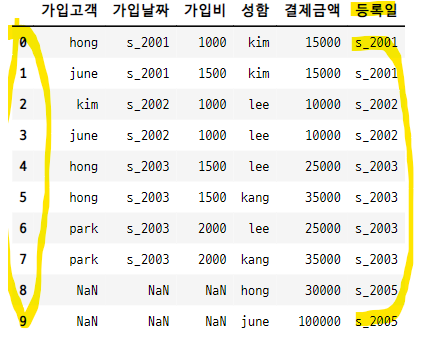 가입고객 가입날짜 가입비 성함 결제금액 등록일
0 hong s_2001 1000 kim 15000 s_2001
1 june s_2001 1500 kim 15000 s_2001
2 kim s_2002 1000 lee 10000 s_2002
3 june s_2002 1000 lee 10000 s_2002
4 hong s_2003 1500 lee 25000 s_2003
5 hong s_2003 1500 kang 35000 s_2003
6 park s_2003 2000 lee 25000 s_2003
7 park s_2003 2000 kang 35000 s_2003
8 NaN NaN NaN hong 30000 s_2005
9 NaN NaN NaN june 100000 s_2005